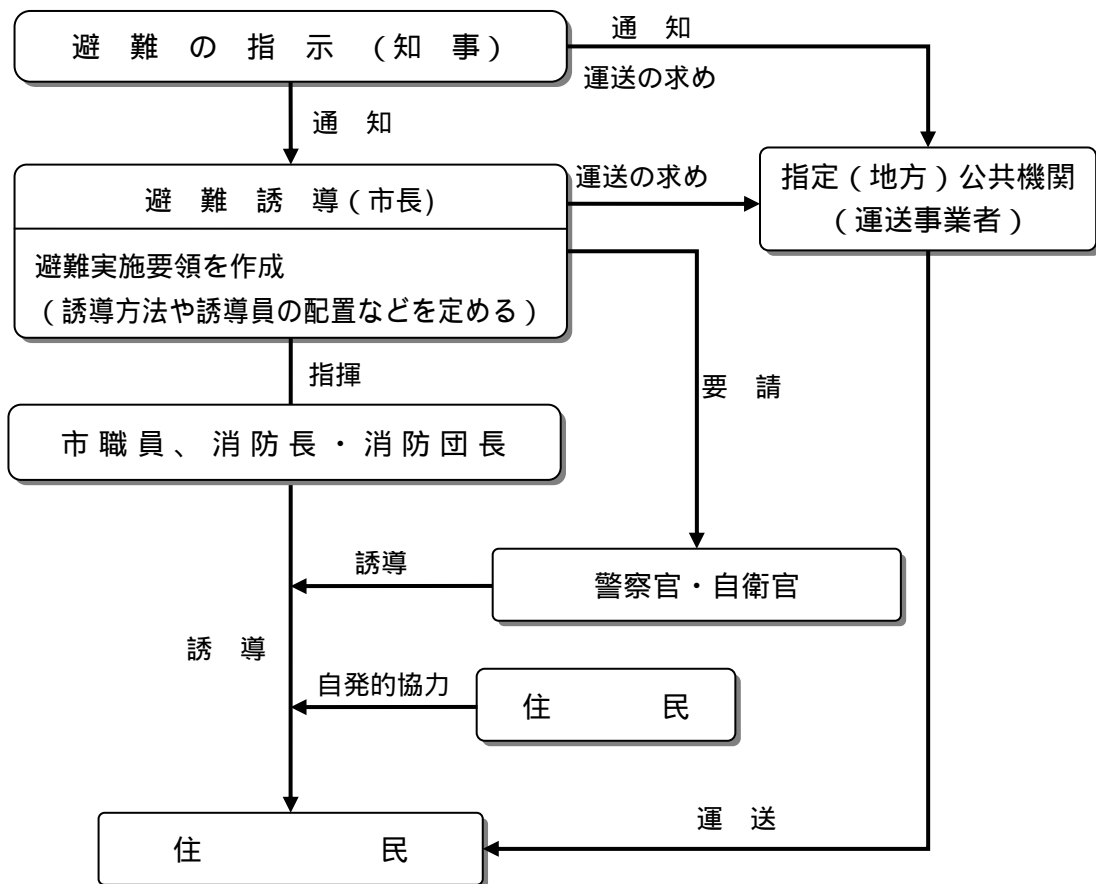 避難の指示(知事)
通知
運送の求め
通知
避難誘導(市長)
運送の求め
指定(地方)公共機関
(運送事業者)
避難実施要領を作成
(誘導方法や誘導員の配置などを定める)
指揮
要請
市職員、消防長・消防団長
誘導
警察官・自衛官
誘導
自発的協力
住民
運送
住民